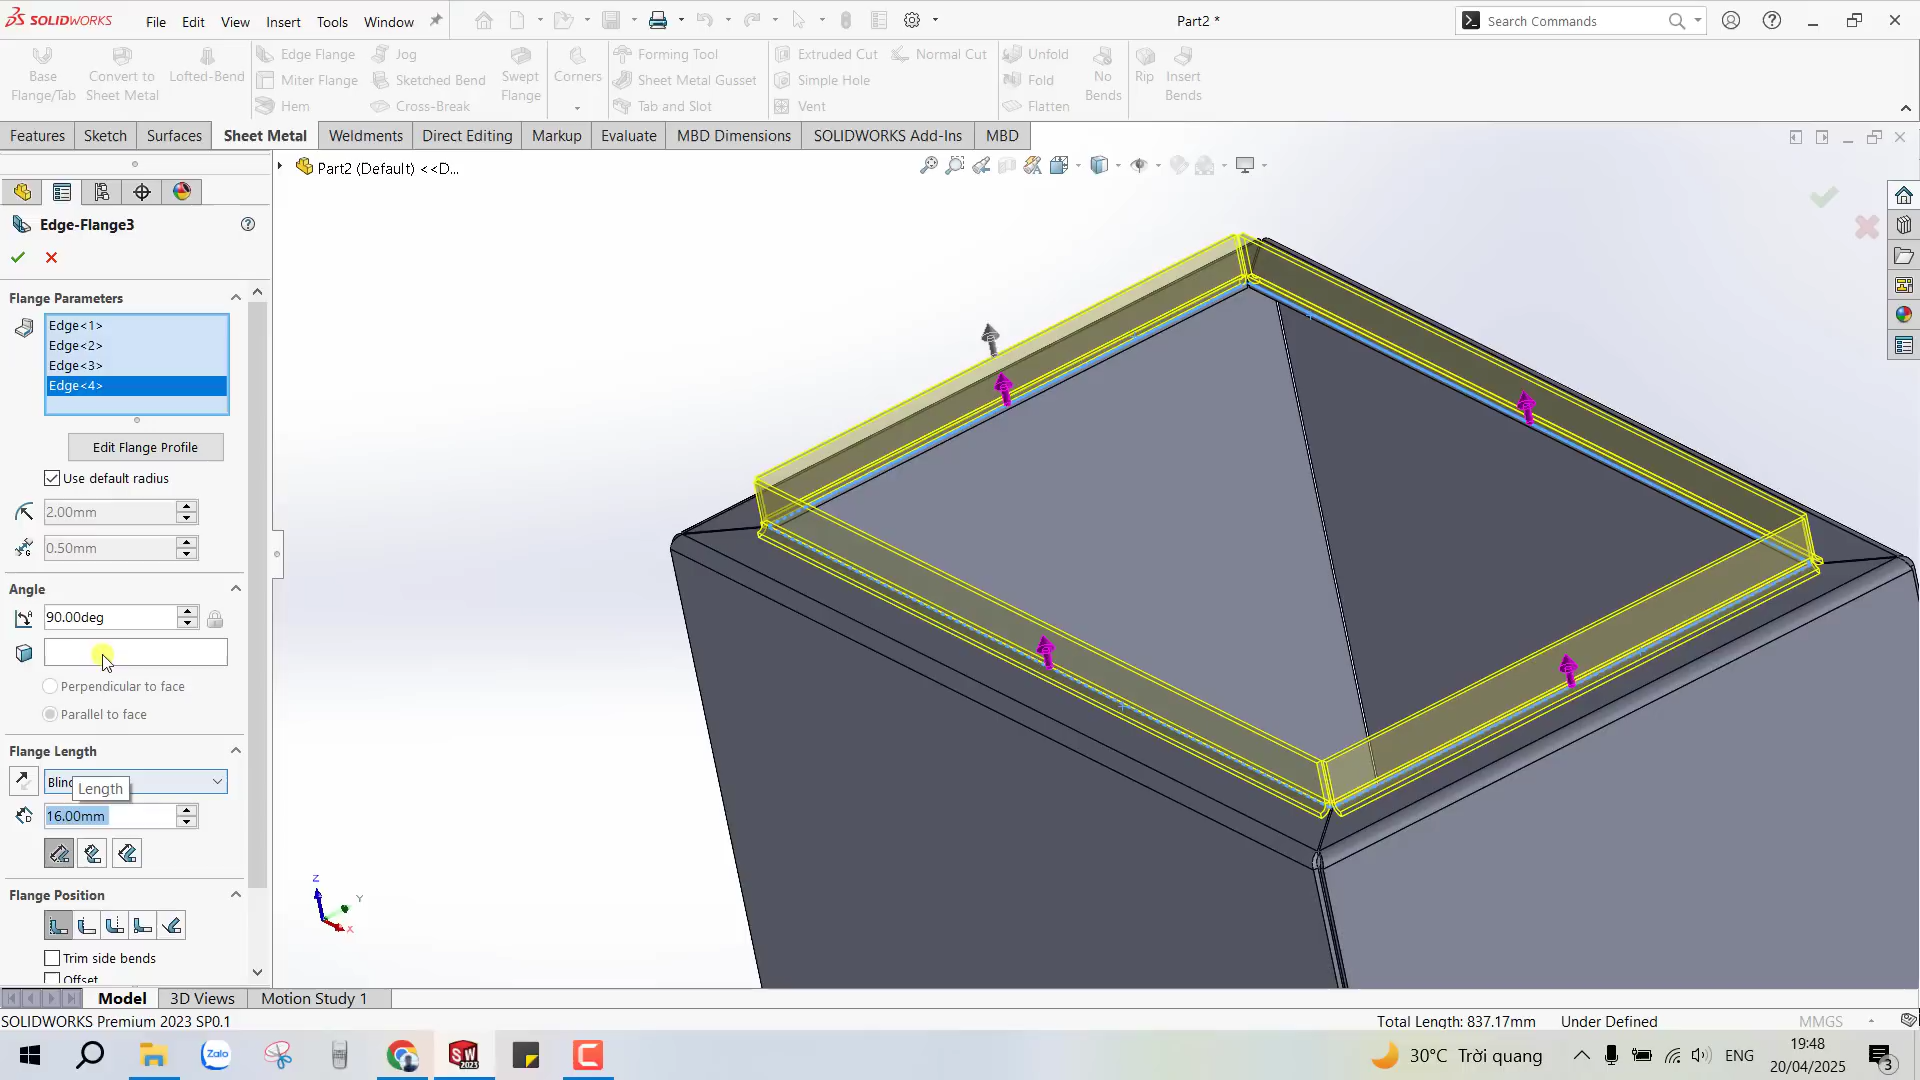 SOLIDWORKS File Edit View Insert Tools Window Part2 * Search Commands
Base Flange/Tab
Convert to Sheet Metal
Lofted-Bend
Edge Flange
Miter Flange
Hem
Jog
Sketched Bend
Cross-Break
Swept Flange
Corners
Forming Tool
Sheet Metal Gusset
Tab and Slot
Extruded Cut
Simple Hole
Vent
Normal Cut
Unfold
Fold
Flatten
No Bends
Rip
Insert Bends
Features Sketch Surfaces Sheet Metal Weldments Direct Editing Markup Evaluate MBD Dimensions SOLIDWORKS Add-Ins MBD
Part2 (Default) <<D...
Edge-Flange3
Flange Parameters
Edge<1>
Edge<2>
Edge<3>
Edge<4>
Edit Flange Profile
Use default radius
2.00mm
0.50mm
Angle
90.00deg
Perpendicular to face
Parallel to face
Flange Length
Blind
Length
16.00mm
Flange Position
Trim side bends
Offset
Z
Y
X
Model 3D Views Motion Study 1
SOLIDWORKS Premium 2023 SP0.1 Total Length: 837.17mm Under Defined MMGS
Zalo
SW
2023
30°C Trời quang
ENG
19:48
20/04/2025
3